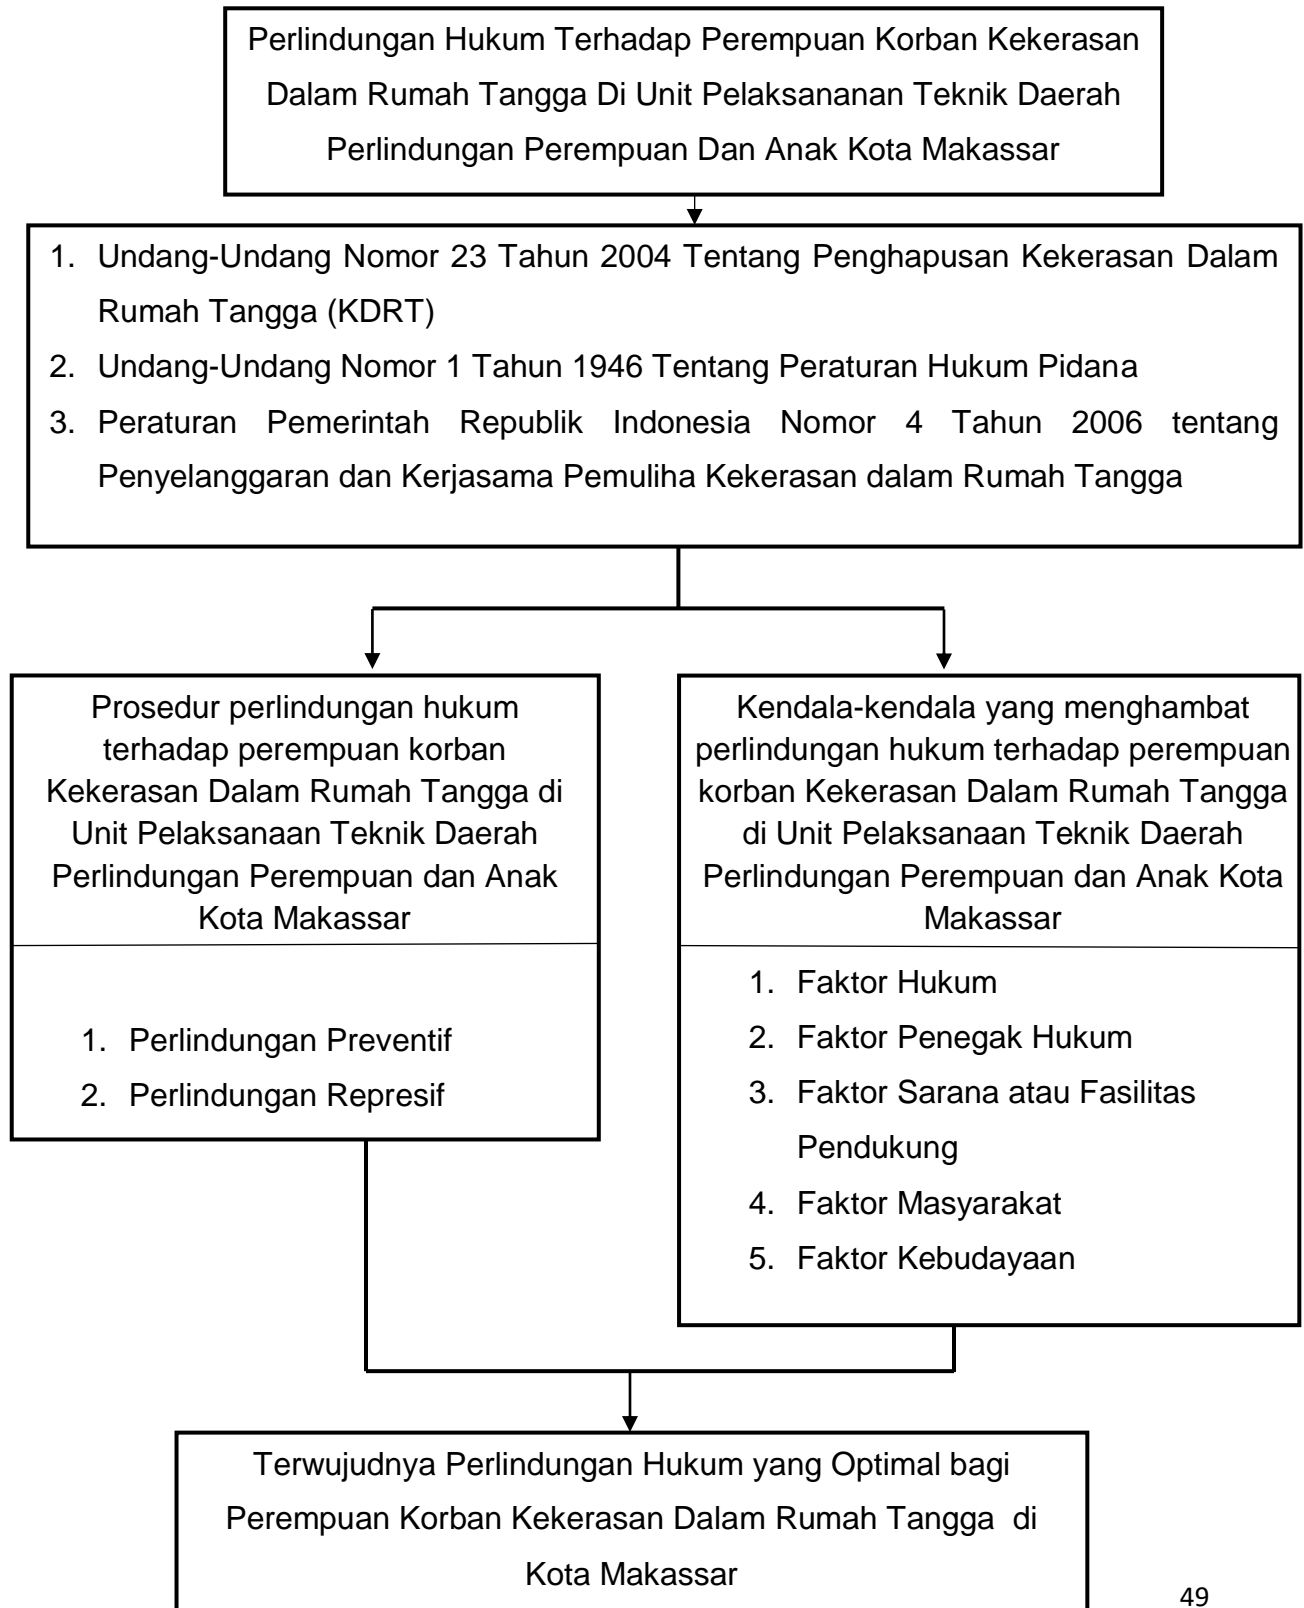 Perlindungan Hukum Terhadap Perempuan Korban Kekerasan
Dalam Rumah Tangga Di Unit Pelaksananan Teknik Daerah
Perlindungan Perempuan Dan Anak Kota Makassar
1. Undang-Undang Nomor 23 Tahun 2004 Tentang Penghapusan Kekerasan Dalam
Rumah Tangga (KDRT)
2. Undang-Undang Nomor 1 Tahun 1946 Tentang Peraturan Hukum Pidana
3. Peraturan Pemerintah Republik Indonesia Nomor 4 Tahun 2006 tentang
Penyelanggaran dan Kerjasama Pemuliha Kekerasan dalam Rumah Tangga
Prosedur perlindungan hukum
terhadap perempuan korban
Kekerasan Dalam Rumah Tangga di
Unit Pelaksanaan Teknik Daerah
Perlindungan Perempuan dan Anak
Kota Makassar
1. Perlindungan Preventif
2. Perlindungan Represif
Kendala-kendala yang menghambat
perlindungan hukum terhadap perempuan
korban Kekerasan Dalam Rumah Tangga
di Unit Pelaksanaan Teknik Daerah
Perlindungan Perempuan dan Anak Kota
Makassar
1. Faktor Hukum
2. Faktor Penegak Hukum
3. Faktor Sarana atau Fasilitas
Pendukung
4. Faktor Masyarakat
5. Faktor Kebudayaan
Terwujudnya Perlindungan Hukum yang Optimal bagi
Perempuan Korban Kekerasan Dalam Rumah Tangga di
Kota Makassar
49